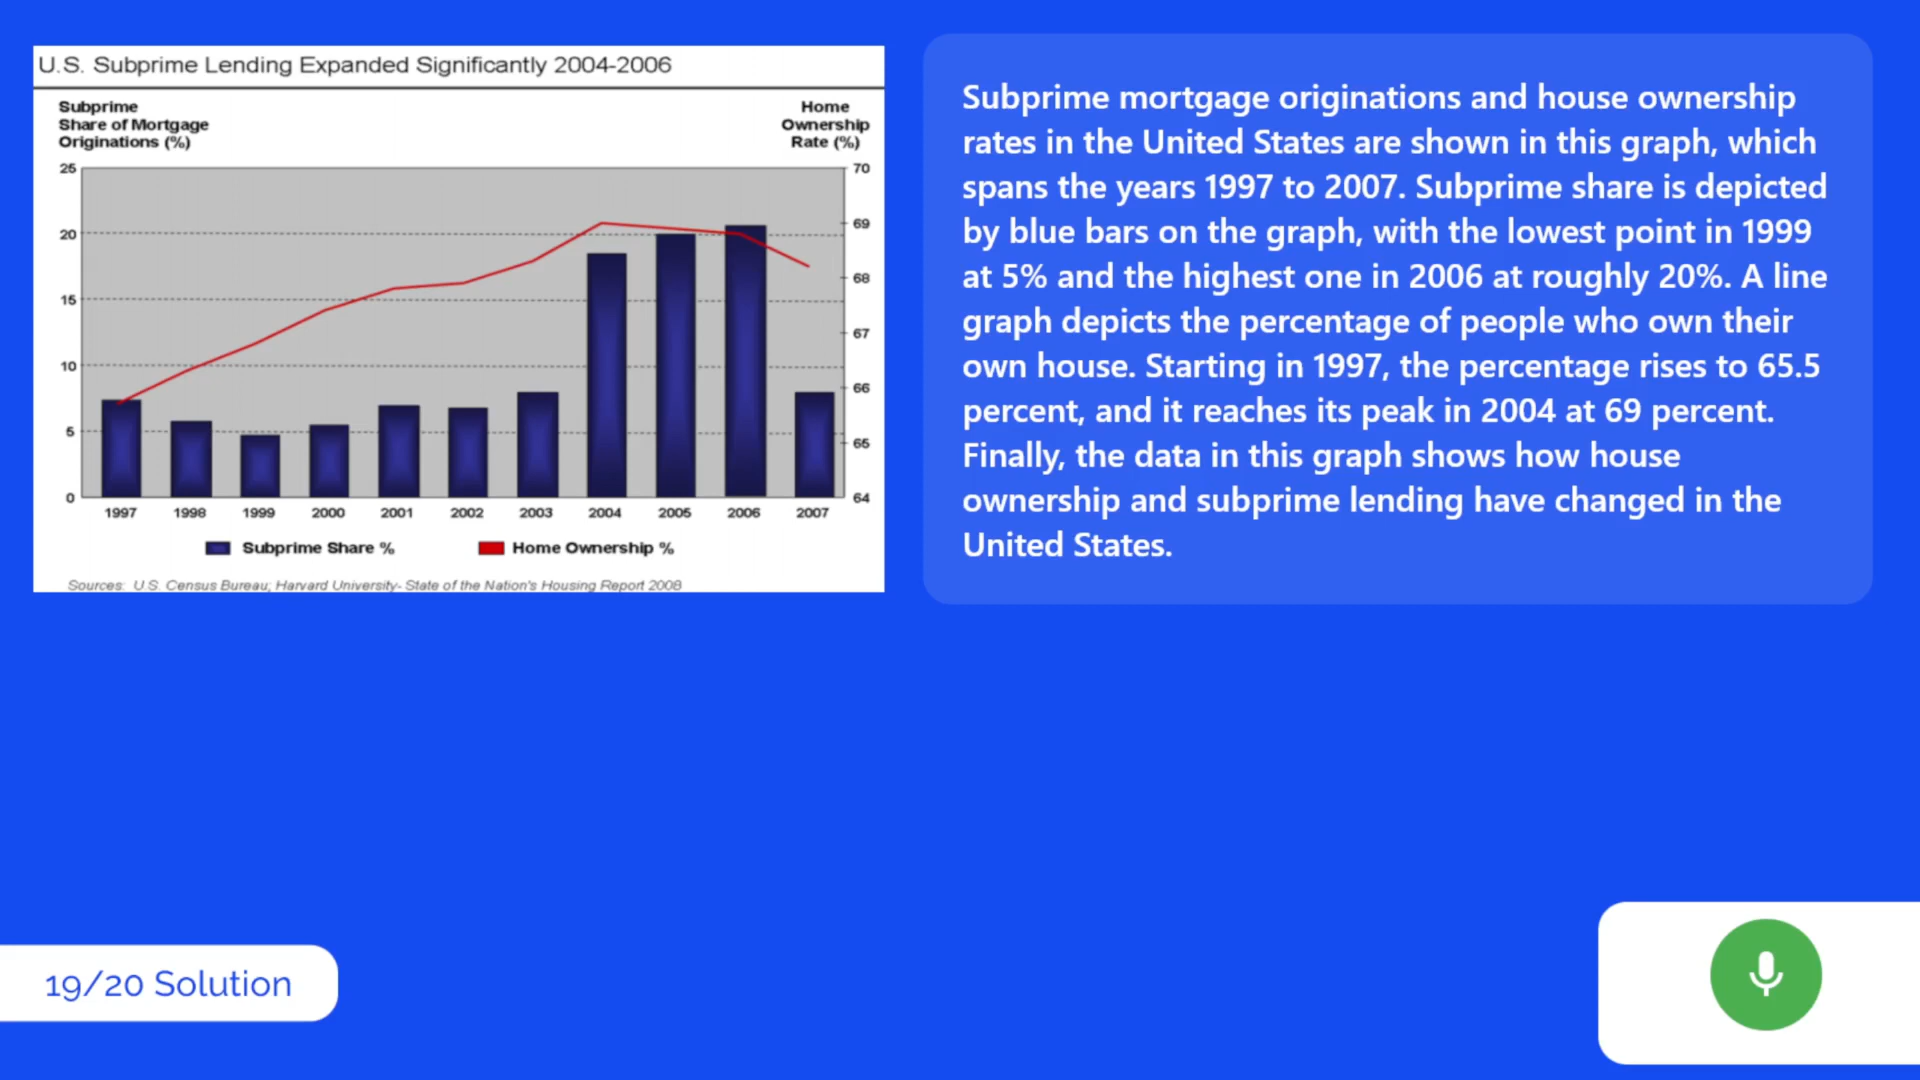 U.S. Subprime Lending Expanded Significantly 2004-2006
Subprime
Share of Mortgage
Originations (%)
Home
Ownership
Rate (%)
25
20
15
10
5
0
70
69
68
67
66
65
64
1997 1998 1999 2000 2001 2002 2003 2004 2005 2006 2007
Subprime Share % Home Ownership %
Sources: U.S. Census Bureau; Harvard University- State of the Nation's Housing Report 2008
Subprime mortgage originations and house ownership
rates in the United States are shown in this graph, which
spans the years 1997 to 2007. Subprime share is depicted
by blue bars on the graph, with the lowest point in 1999
at 5% and the highest one in 2006 at roughly 20%. A line
graph depicts the percentage of people who own their
own house. Starting in 1997, the percentage rises to 65.5
percent, and it reaches its peak in 2004 at 69 percent.
Finally, the data in this graph shows how house
ownership and subprime lending have changed in the
United States.
19/20 Solution